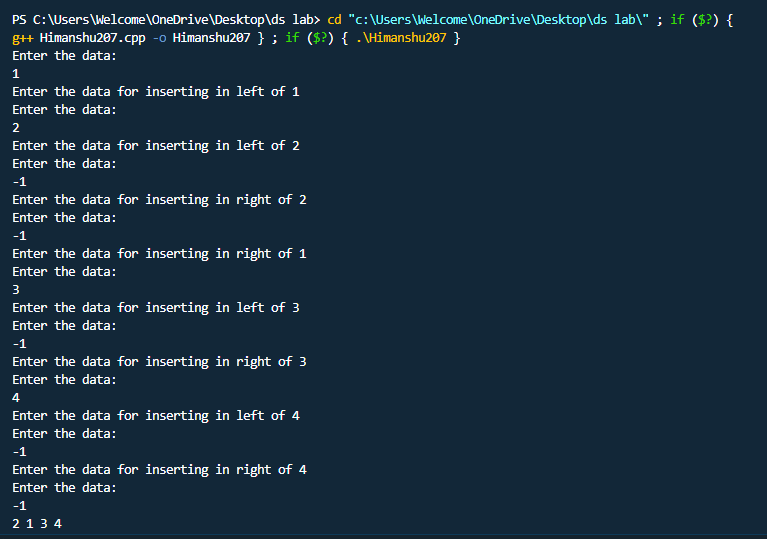 PS C:\Users\Welcome\OneDrive\Desktop\ds lab> cd "c:\Users\Welcome\OneDrive\Desktop\ds lab\" ; if ($?) {
g++ Himanshu207.cpp -o Himanshu207 } ; if ($?) { .\Himanshu207 }
Enter the data:
1
Enter the data for inserting in left of 1
Enter the data:
2
Enter the data for inserting in left of 2
Enter the data:
-1
Enter the data for inserting in right of 2
Enter the data:
-1
Enter the data for inserting in right of 1
Enter the data:
3
Enter the data for inserting in left of 3
Enter the data:
-1
Enter the data for inserting in right of 3
Enter the data:
4
Enter the data for inserting in left of 4
Enter the data:
-1
Enter the data for inserting in right of 4
Enter the data:
-1
2 1 3 4